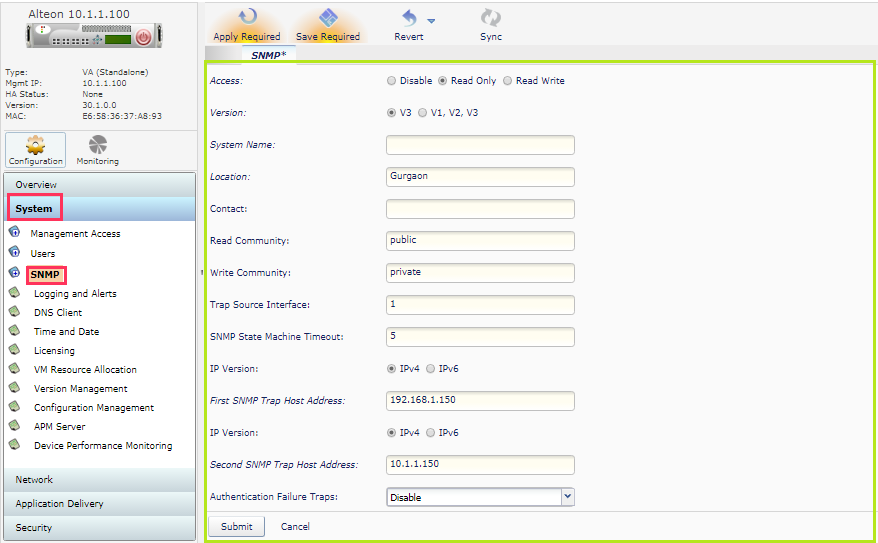 Alteon 10.1.1.100
Type: VA (Standalone)
Mgmt IP: 10.1.1.100
HA Status: None
Version: 30.1.0.0
MAC: E6:58:36:37:A8:93
Configuration Monitoring
Overview
System
Management Access
Users
SNMP
Logging and Alerts
DNS Client
Time and Date
Licensing
VM Resource Allocation
Version Management
Configuration Management
APM Server
Device Performance Monitoring
Network
Application Delivery
Security
Apply Required Save Required Revert Sync
SNMP*
Access: Disable Read Only Read Write
Version: V3 V1, V2, V3
System Name:
Location: Gurgaon
Contact:
Read Community: public
Write Community: private
Trap Source Interface: 1
SNMP State Machine Timeout: 5
IP Version: IPv4 IPv6
First SNMP Trap Host Address: 192.168.1.150
IP Version: IPv4 IPv6
Second SNMP Trap Host Address: 10.1.1.150
Authentication Failure Traps: Disable
Submit Cancel